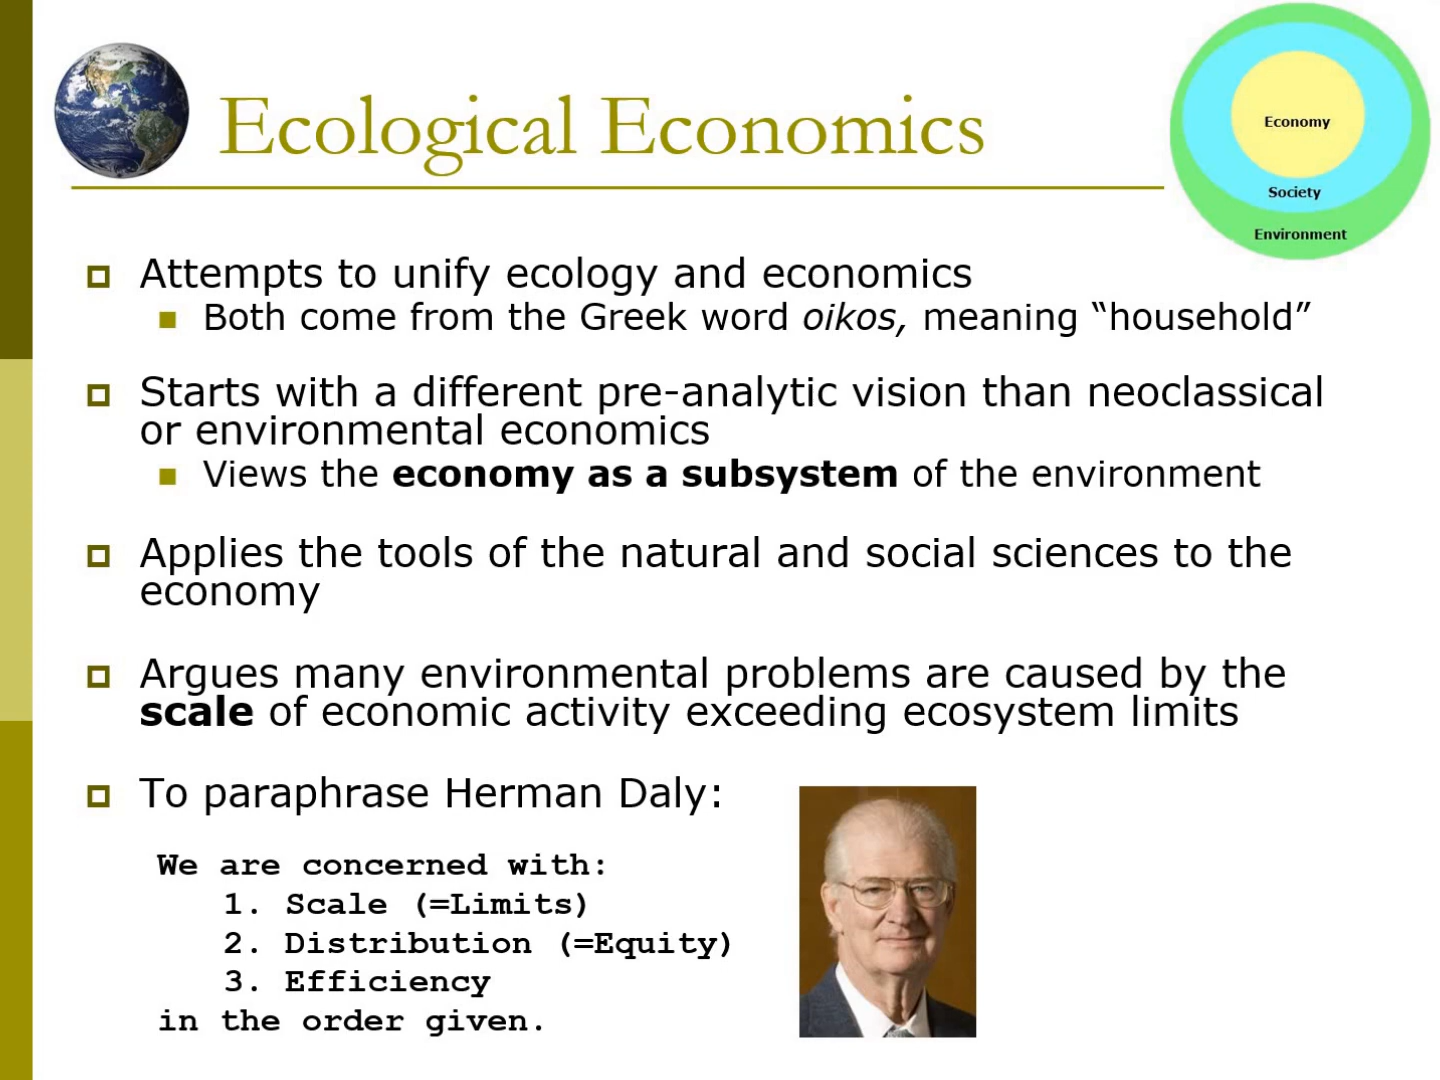 Ecological Economics
Economy
Society
Environment
Attempts to unify ecology and economics
Both come from the Greek word oikos, meaning “household”
Starts with a different pre-analytic vision than neoclassical
or environmental economics
Views the economy as a subsystem of the environment
Applies the tools of the natural and social sciences to the
economy
Argues many environmental problems are caused by the
scale of economic activity exceeding ecosystem limits
To paraphrase Herman Daly:
We are concerned with:
1. Scale (=Limits)
2. Distribution (=Equity)
3. Efficiency
in the order given.